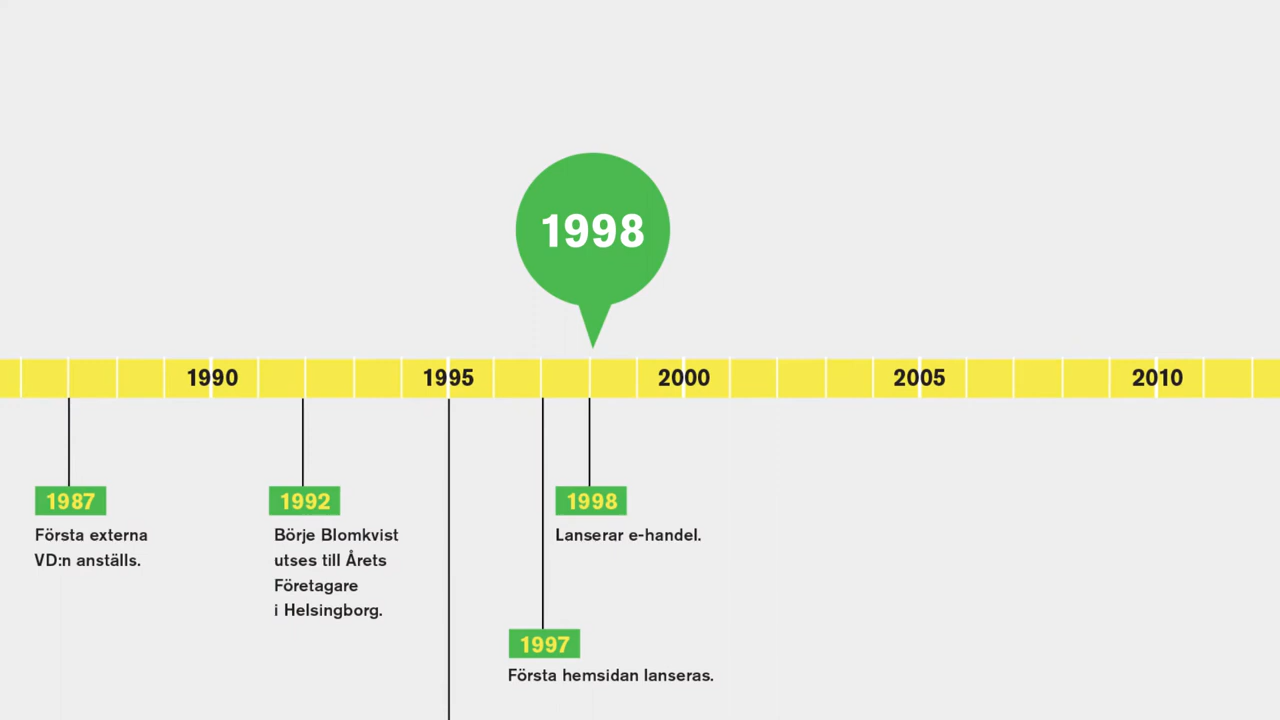 1998
1990
1995
2000
2005
2010
1987
Första externa
VD:n anställs.
1992
Börje Blomkvist
utses till Årets
Företagare
i Helsingborg.
1998
Lanserar e-handel.
1997
Första hemsidan lanseras.